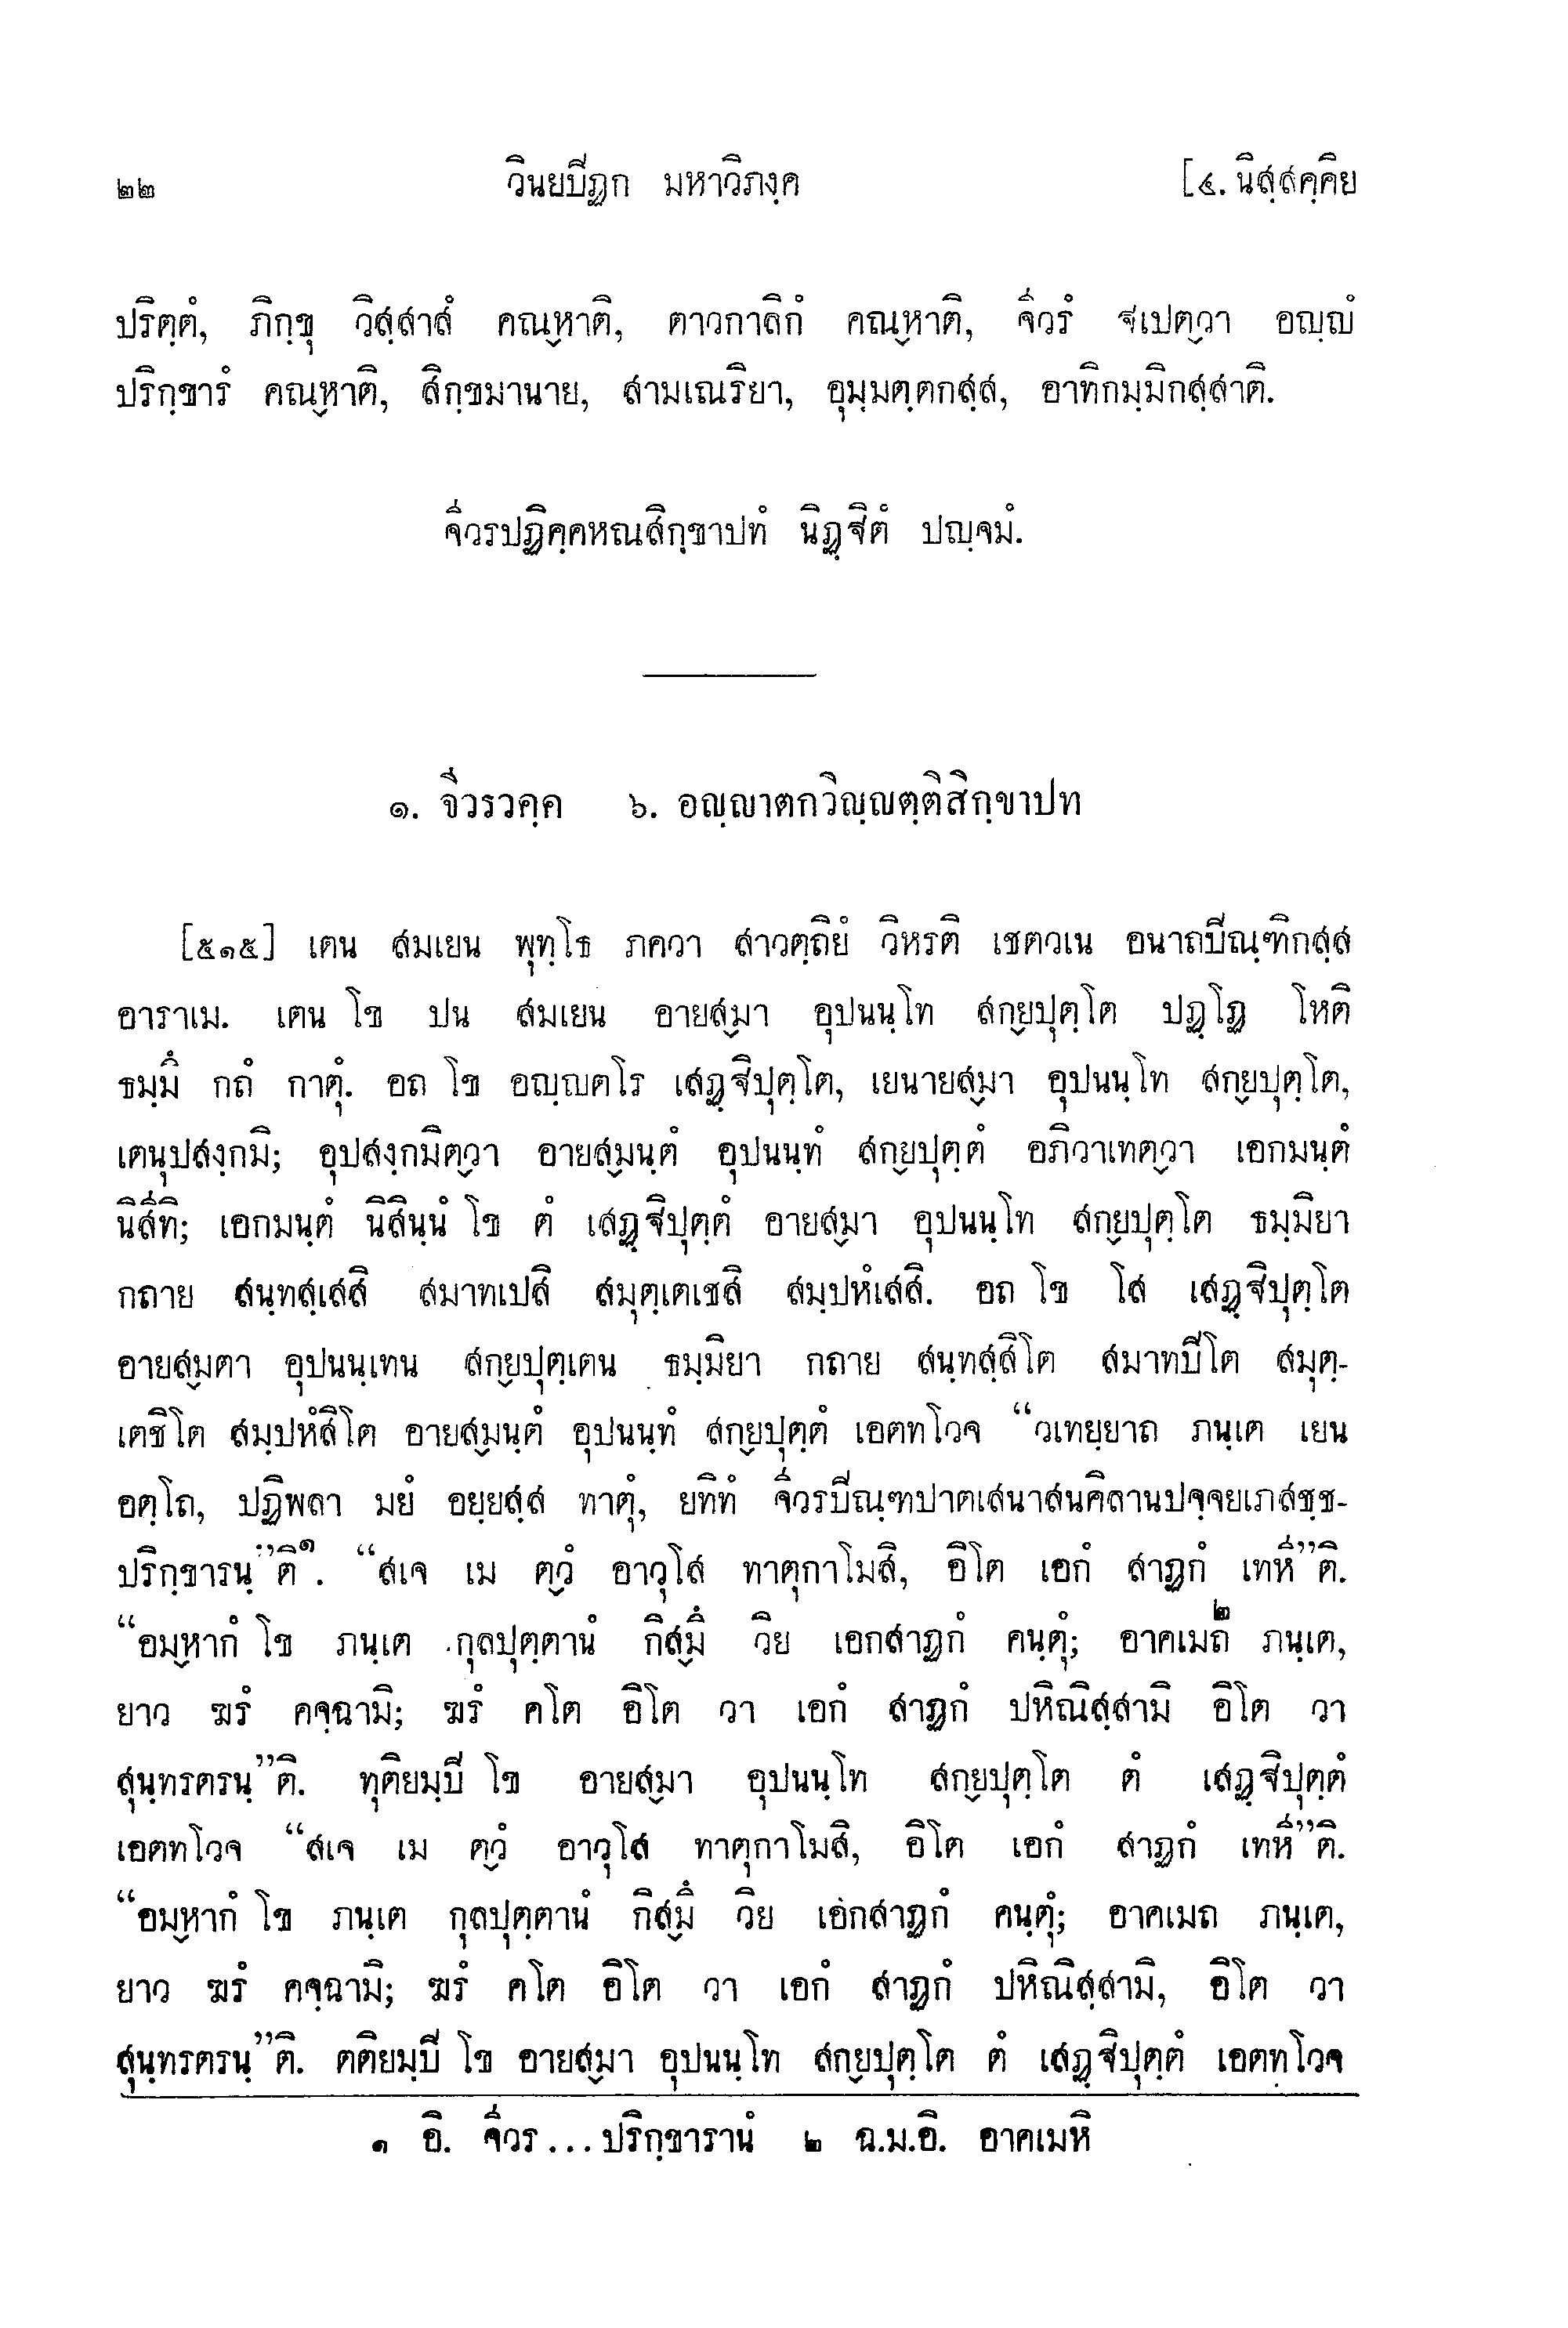 ๒๒ วินยปิฏก มหาวิภงฺค [๔. นิสฺสคฺคิย
ปริตฺตํ, ภิกฺขุ วิสฺสาสํ คณฺหาติ, ตาวกาลิกํ คณฺหาติ, จีวรํ ฐเปตฺวา อญฺญํ
ปริกฺขารํ คณฺหาติ, สิกฺขมานาย, สามเณริยา, อุมฺมตฺตกสฺส, อาทิกมฺมิกสฺสาติ.
จีวรปฏิคฺคหณสิกฺขาปทํ นิฏฺฐิตํ ปญฺจมํ.
๑. จีวรวคฺค ๖. อญฺญาตกวิญฺญตฺติสิกฺขาปท
[๕๑๕] เตน สมเยน พุทฺโธ ภควา สาวตฺถิยํ วิหรติ เชตวเน อนาถปิณฺฑิกสฺส
อาราเม. เตน โข ปน สมเยน อายสฺมา อุปนนฺโท สกฺยปุตฺโต ปฏฺโฏ โหติ
ธมฺมึ กถํ กาตุํ. อถ โข อญฺญตโร เสฏฺฐิปุตฺโต, เยนายสฺมา อุปนนฺโท สกฺยปุตฺโต,
เตนุปสงฺกมิ; อุปสงฺกมิตฺวา อายสฺมนฺตํ อุปนนฺทํ สกฺยปุตฺตํ อภิวาเทตฺวา เอกมนฺตํ
นิสีทิ; เอกมนฺตํ นิสินฺนํ โข ตํ เสฏฺฐิปุตฺตํ อายสฺมา อุปนนฺโท สกฺยปุตฺโต ธมฺมิยา
กถาย สนฺทสฺเสสิ สมาทเปสิ สมุตฺเตเชสิ สมฺปหํเสสิ. อถ โข โส เสฏฺฐิปุตฺโต
อายสฺมตา อุปนนฺเทน สกฺยปุตฺเตน ธมฺมิยา กถาย สนฺทสฺสิโต สมาทปิโต สมุตฺ-
เตชิโต สมฺปหํสิโต อายสฺมนฺตํ อุปนนฺทํ สกฺยปุตฺตํ เอตทโวจ “วเทยฺยาถ ภนฺเต เยน
อตฺโถ, ปฏิพลา มยํ อยฺยสฺส ทาตุํ, ยทิทํ จีวรปิณฺฑปาตเสนาสนคิลานปจฺจยเภสชฺช-
ปริกฺขารนฺ”ติ๑. “สเจ เม ตฺวํ อาวุโส ทาตุกาโมสิ, อิโต เอกํ สาฏกํ เทหี”ติ.
“อมฺหากํ โข ภนฺเต กุลปุตฺตานํ กิสฺมึ วิย เอกสาฏกํ คนฺตุํ; อาคเมถ๒ ภนฺเต,
ยาว ฆรํ คจฺฉามิ; ฆรํ คโต อิโต วา เอกํ สาฏกํ ปหิณิสฺสามิ อิโต วา
สุนฺทรตรนฺ”ติ. ทุติยมฺปิ โข อายสฺมา อุปนนฺโท สกฺยปุตฺโต ตํ เสฏฺฐิปุตฺตํ
เอตทโวจ “สเจ เม ตฺวํ อาวุโส ทาตุกาโมสิ, อิโต เอกํ สาฏกํ เทหี”ติ.
“อมฺหากํ โข ภนฺเต กุลปุตฺตานํ กิสฺมึ วิย เอกสาฏกํ คนฺตุํ; อาคเมถ ภนฺเต,
ยาว ฆรํ คจฺฉามิ; ฆรํ คโต อิโต วา เอกํ สาฏกํ ปหิณิสฺสามิ, อิโต วา
สุนฺทรตรนฺ”ติ. ตติยมฺปิ โข อายสฺมา อุปนนฺโท สกฺยปุตฺโต ตํ เสฏฺฐิปุตฺตํ เอตทโวจ
๑ อิ. จีวร...ปริกฺขารานํ ๒ ฉ.ม.อิ. อาคเมหิ